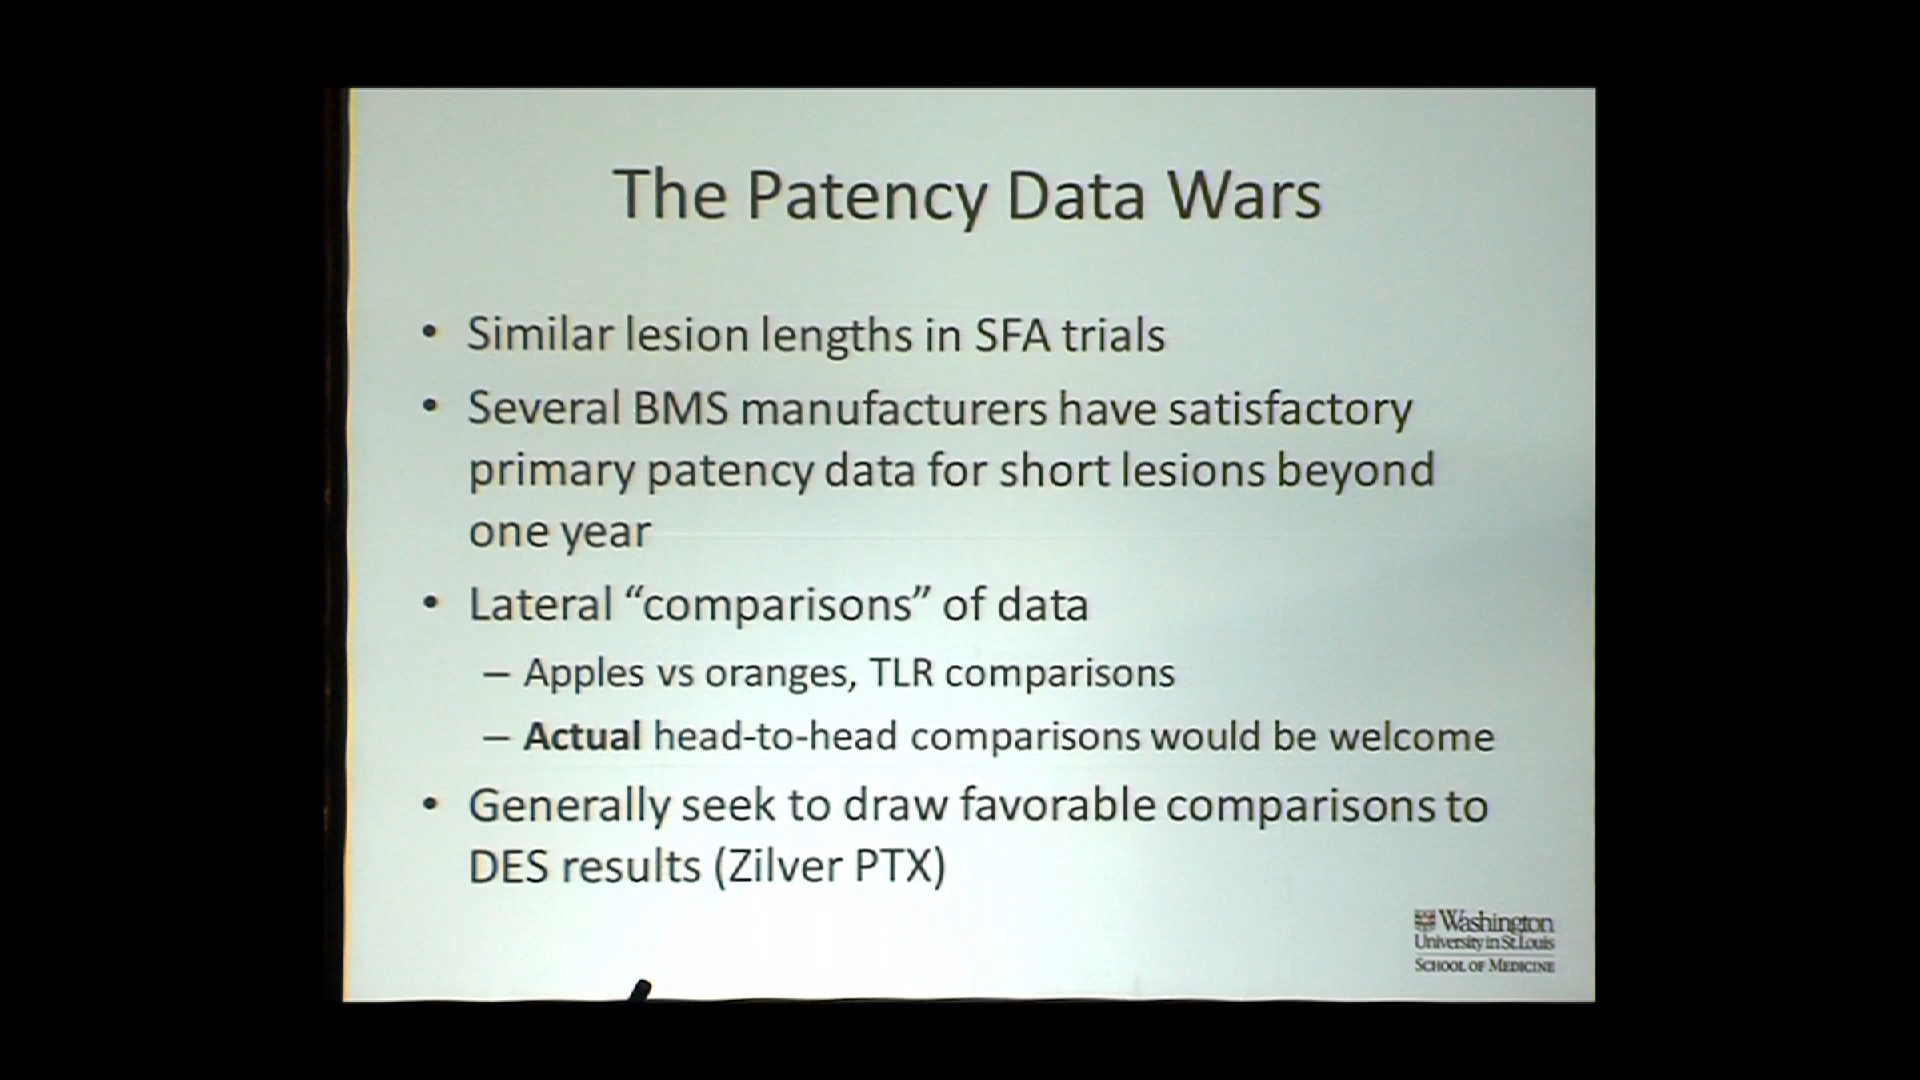 The Patency Data Wars
• Similar lesion lengths in SFA trials
• Several BMS manufacturers have satisfactory
primary patency data for short lesions beyond
one year
• Lateral “comparisons” of data
– Apples vs oranges, TLR comparisons
– Actual head-to-head comparisons would be welcome
• Generally seek to draw favorable comparisons to
DES results (Zilver PTX)
Washington
University in St. Louis
SCHOOL OF MEDICINE